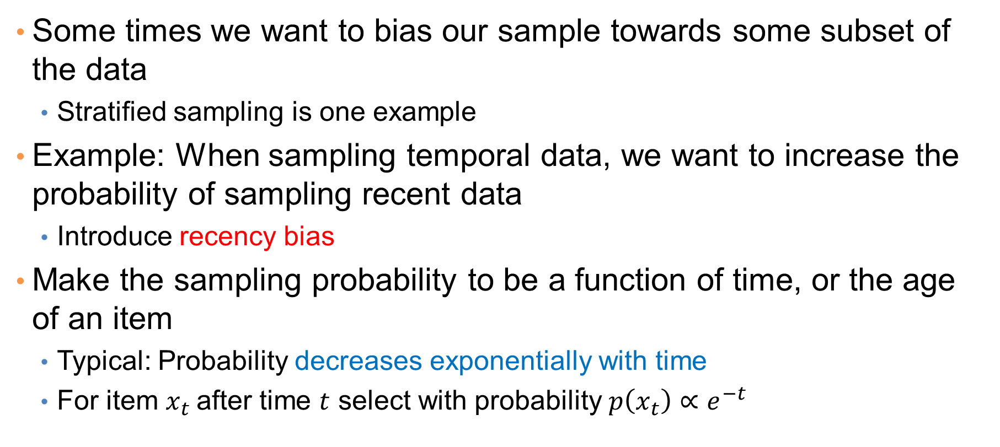 • Some times we want to bias our sample towards some subset of
the data
• Stratified sampling is one example
• Example: When sampling temporal data, we want to increase the
probability of sampling recent data
• Introduce recency bias
• Make the sampling probability to be a function of time, or the age
of an item
• Typical: Probability decreases exponentially with time
• For item $x_t$ after time $t$ select with probability $p(x_t) \propto e^{-t}$